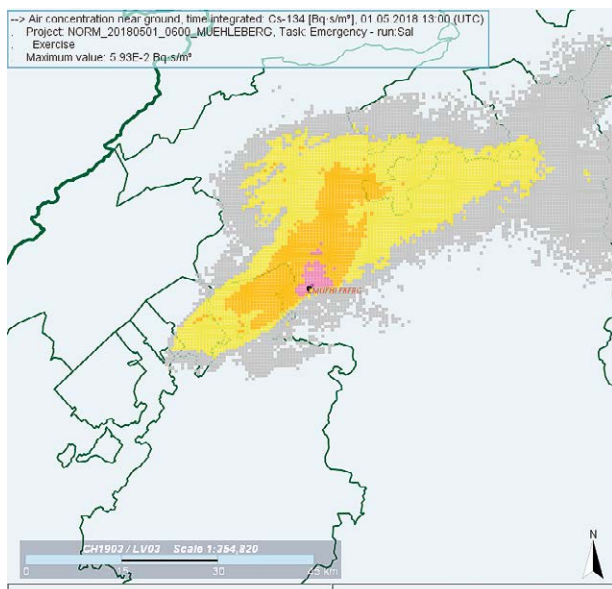 --> Air concentration near ground, time integrated: Cs-134 [Bq·s/m³], 01.05.2018 13:00 (UTC)
Project: NORM_20180501_0600_MUEHLEBERG, Task: Emergency - run:Sal
Exercise
Maximum value: 5.93E-2 Bq·s/m³
MUEHLEBERG
CH1903 / LV03 Scale 1:354,820
N
0 15 30 45 km